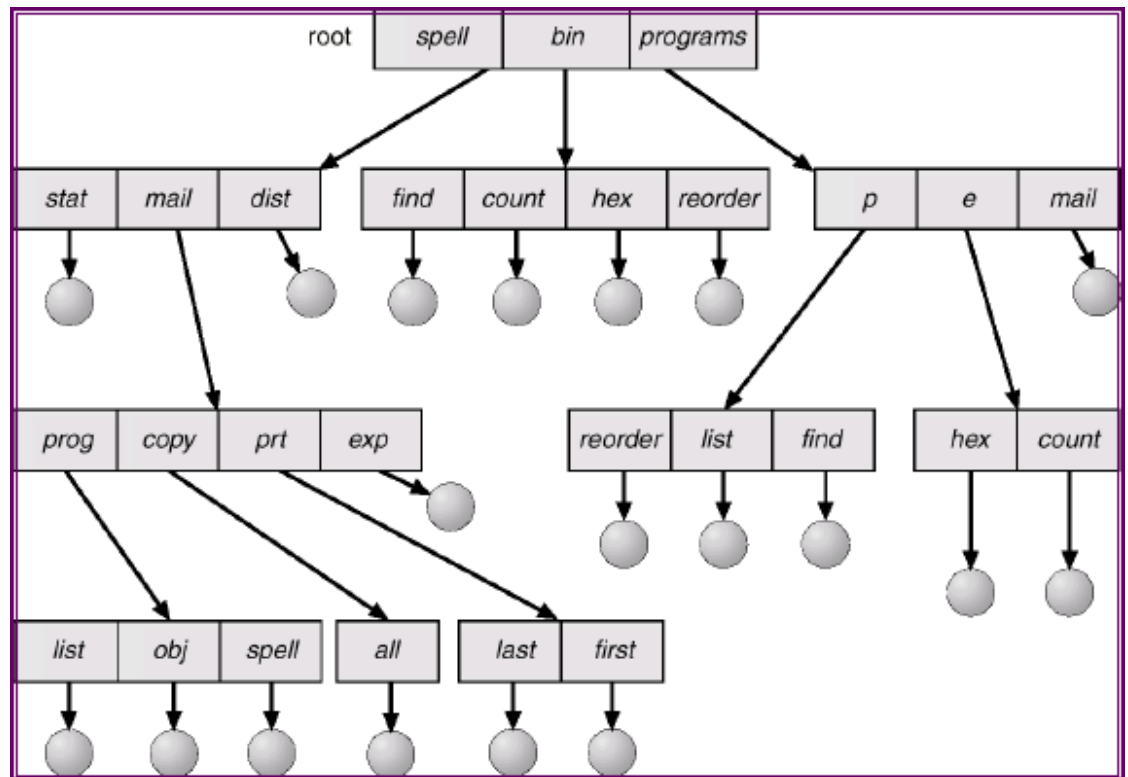 root spell bin programs
stat mail dist find count hex reorder p e mail
prog copy prt exp reorder list find hex count
list obj spell all last first